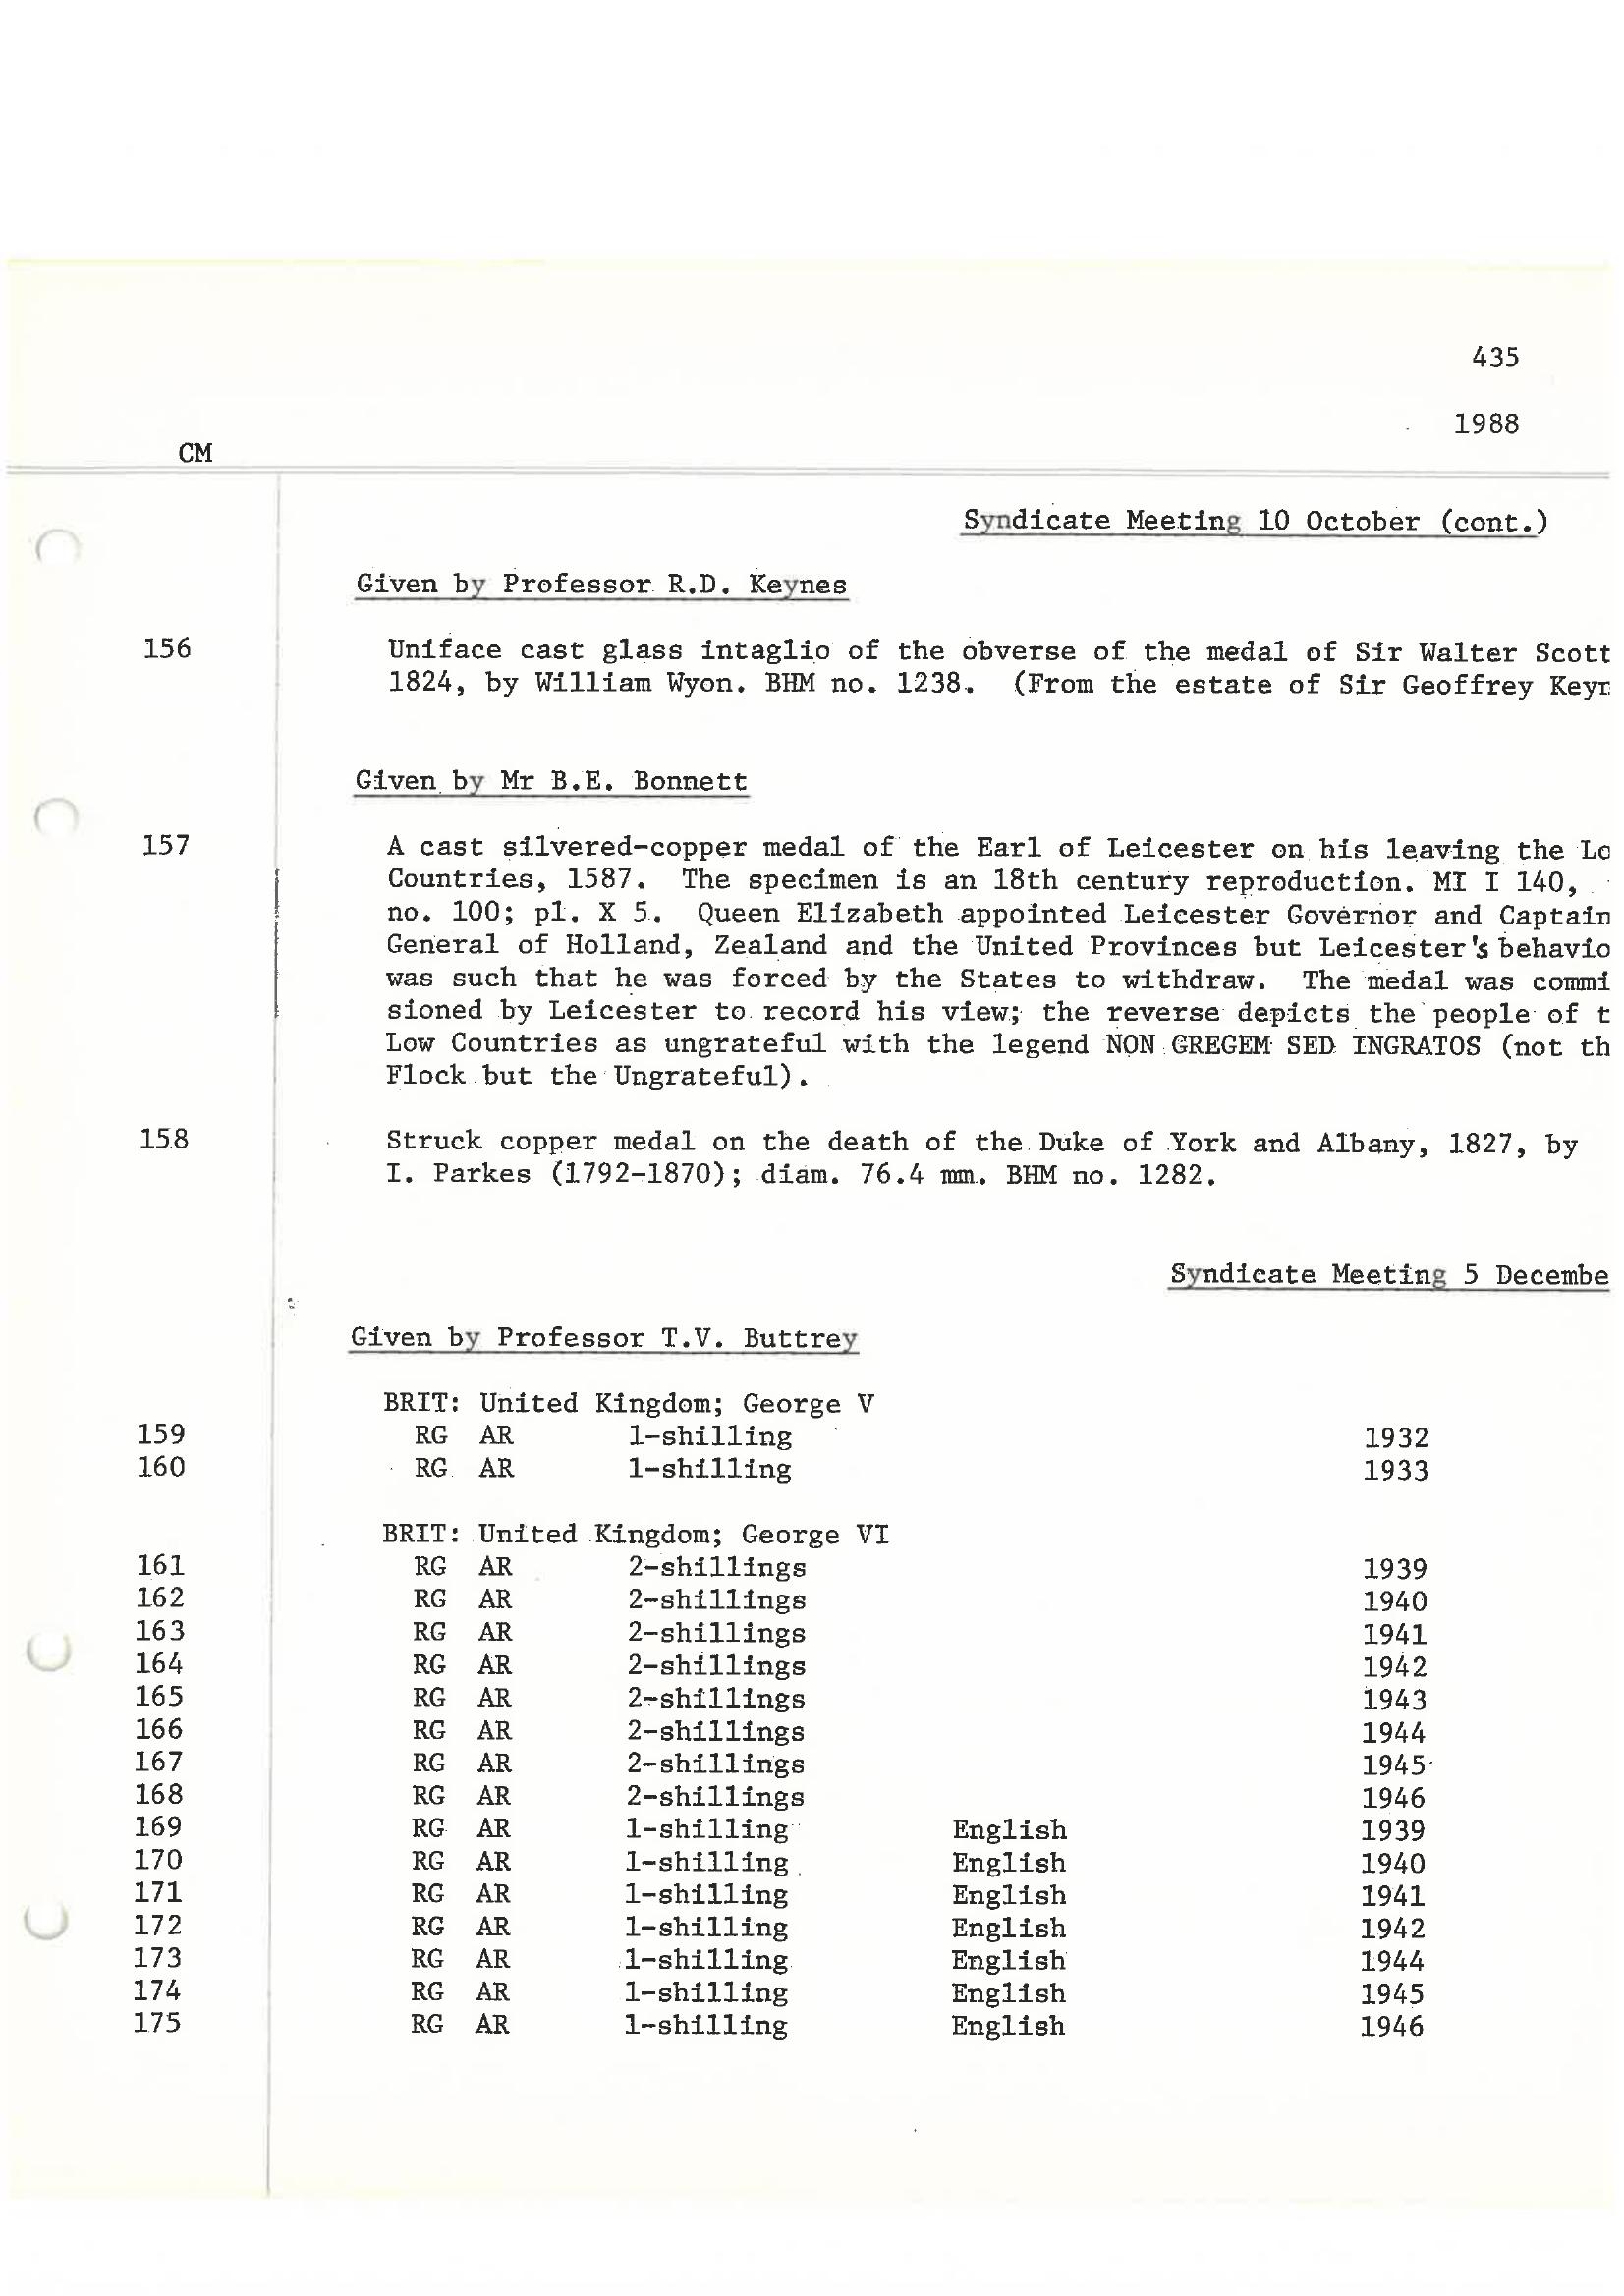 435
1988
CM
Syndicate Meeting 10 October (cont.)
Given by Professor R.D. Keynes
156 Uniface cast glass intaglio of the obverse of the medal of Sir Walter Scott
1824, by William Wyon. BHM no. 1238. (From the estate of Sir Geoffrey Keyn
Given by Mr B.E. Bonnett
157 A cast silvered-copper medal of the Earl of Leicester on his leaving the Lo
Countries, 1587. The specimen is an 18th century reproduction. MI I 140,
no. 100; pl. X 5. Queen Elizabeth appointed Leicester Governor and Captain
General of Holland, Zealand and the United Provinces but Leicester's behavio
was such that he was forced by the States to withdraw. The medal was commi
sioned by Leicester to record his view; the reverse depicts the people of t
Low Countries as ungrateful with the legend NON GREGEM SED INGRATOS (not th
Flock but the Ungrateful).
158 Struck copper medal on the death of the Duke of York and Albany, 1827, by
I. Parkes (1792-1870); diam. 76.4 mm. BHM no. 1282.
Syndicate Meeting 5 Decembe
Given by Professor T.V. Buttrey
BRIT: United Kingdom; George V
159 RG AR 1-shilling 1932
160 RG AR 1-shilling 1933
BRIT: United Kingdom; George VI
161 RG AR 2-shillings 1939
162 RG AR 2-shillings 1940
163 RG AR 2-shillings 1941
164 RG AR 2-shillings 1942
165 RG AR 2-shillings 1943
166 RG AR 2-shillings 1944
167 RG AR 2-shillings 1945
168 RG AR 2-shillings 1946
169 RG AR 1-shilling English 1939
170 RG AR 1-shilling English 1940
171 RG AR 1-shilling English 1941
172 RG AR 1-shilling English 1942
173 RG AR 1-shilling English 1944
174 RG AR 1-shilling English 1945
175 RG AR 1-shilling English 1946